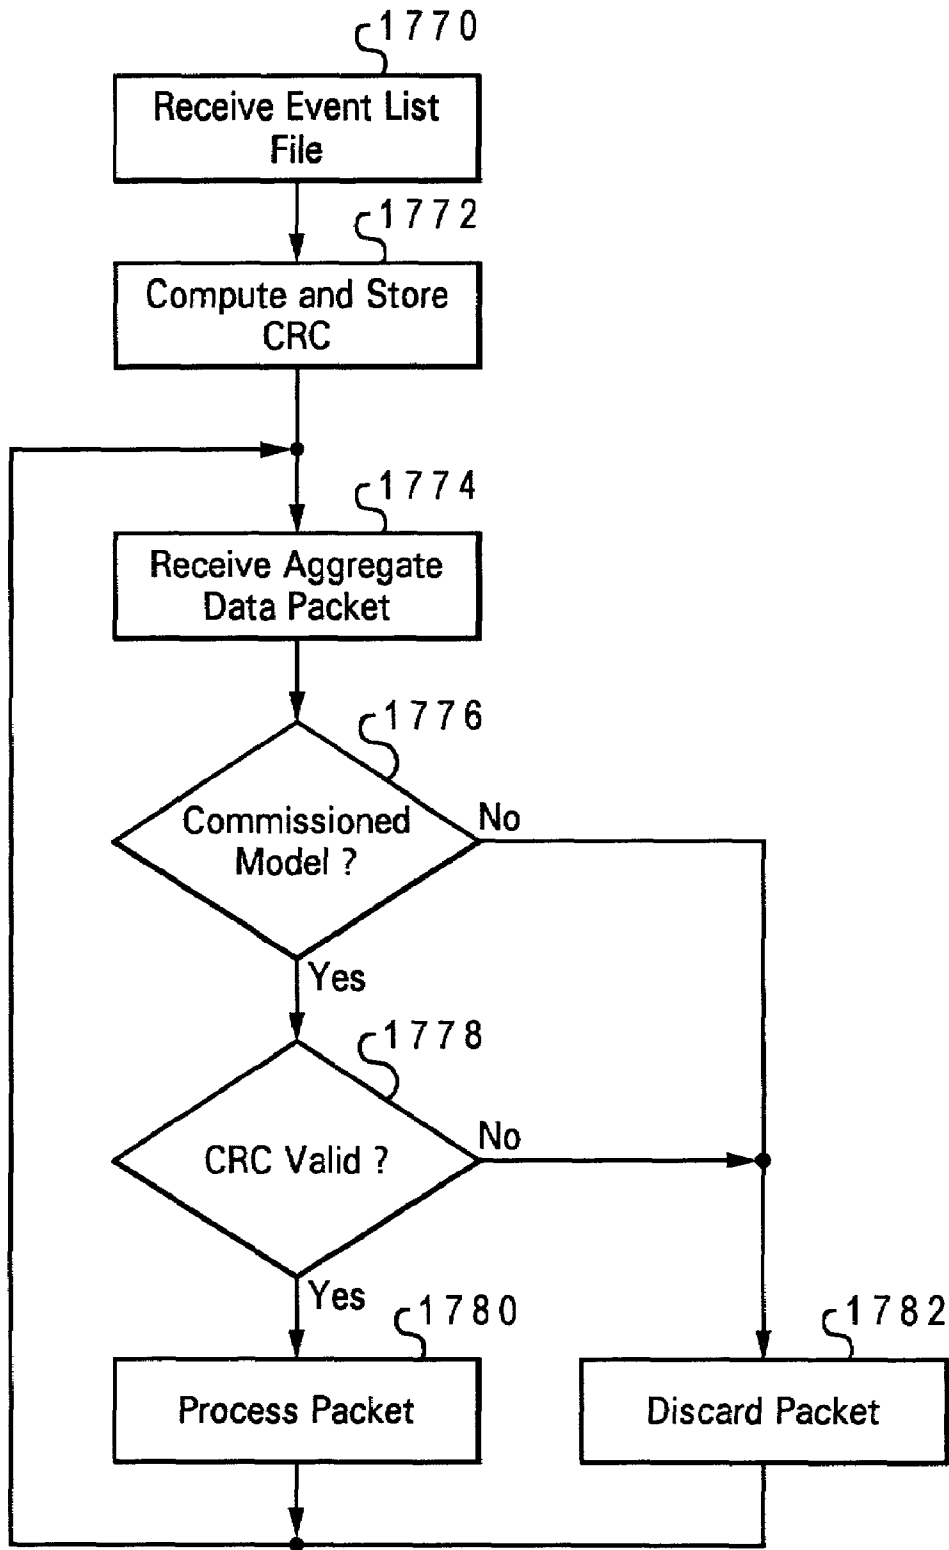 1770
Receive Event List
File
1772
Compute and Store
CRC
1774
Receive Aggregate
Data Packet
1776
Commissioned
Model ?
No
Yes
1778
CRC Valid ?
No
Yes
1780
Process Packet
1782
Discard Packet